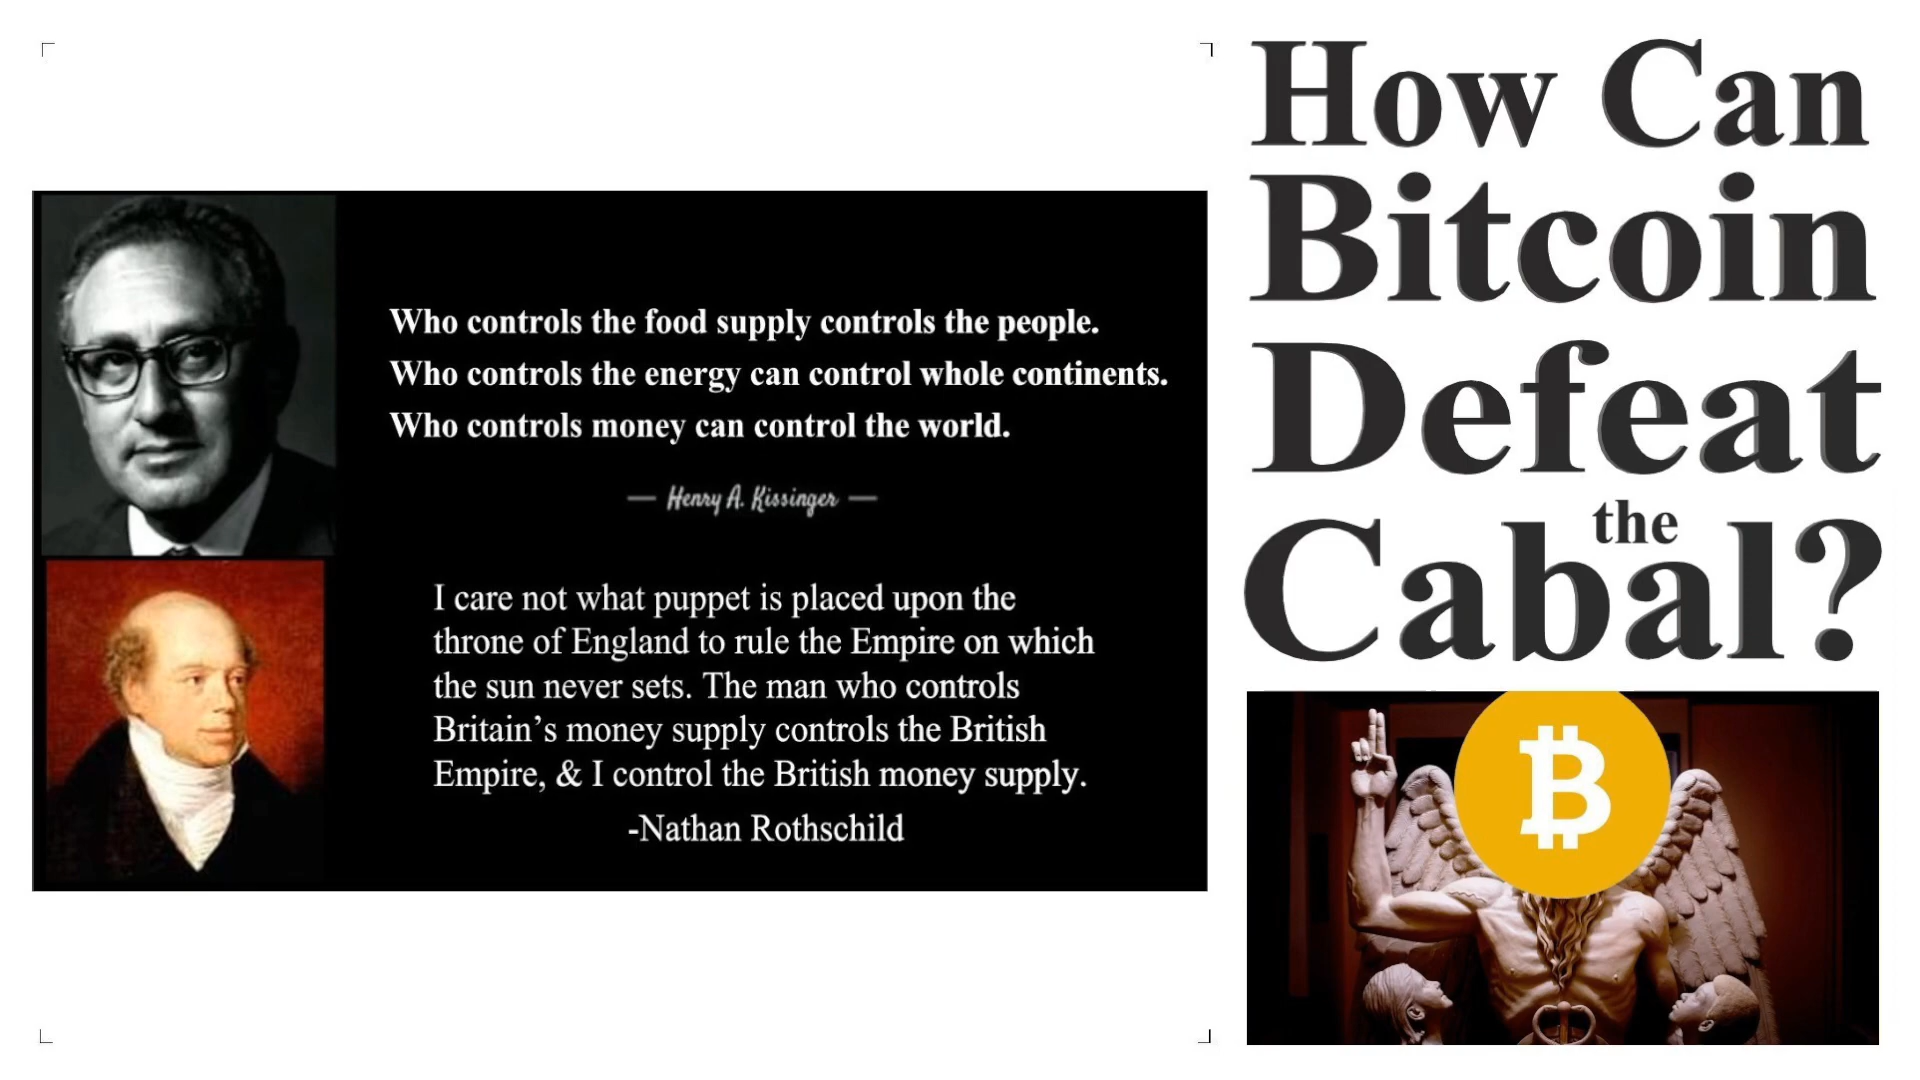 Who controls the food supply controls the people.
Who controls the energy can control whole continents.
Who controls money can control the world.
— Henry A. Kissinger —
I care not what puppet is placed upon the
throne of England to rule the Empire on which
the sun never sets. The man who controls
Britain’s money supply controls the British
Empire, & I control the British money supply.
-Nathan Rothschild
How Can
Bitcoin
Defeat
the
Cabal?